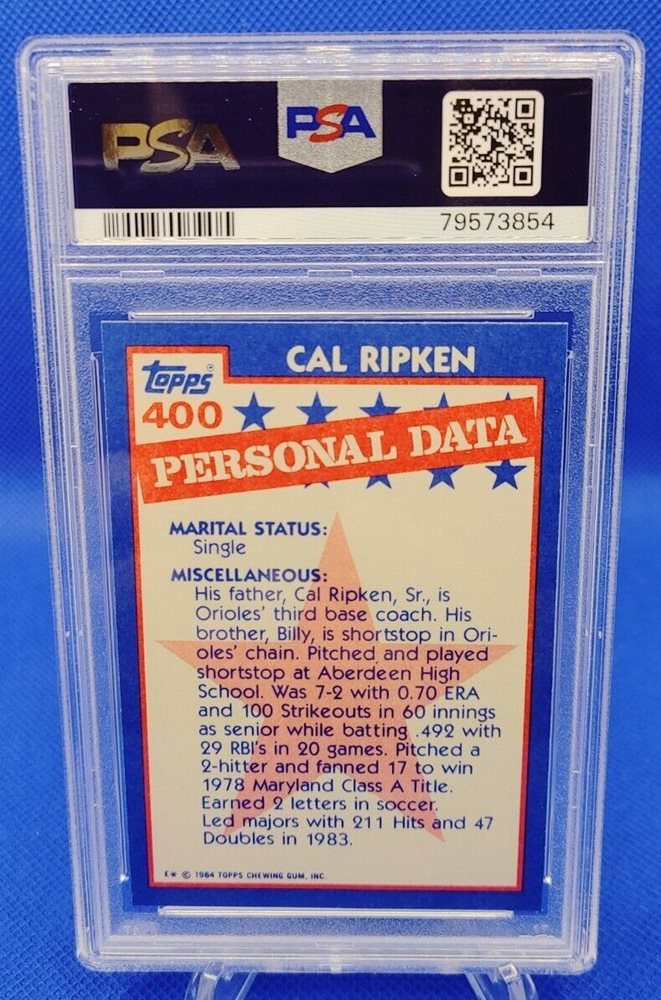 PSA PSA
79573854
CAL RIPKEN
topps
400
PERSONAL DATA
MARITAL STATUS:
Single
MISCELLANEOUS:
His father, Cal Ripken, Sr., is
Orioles' third base coach. His
brother, Billy, is shortstop in Ori-
oles' chain. Pitched and played
shortstop at Aberdeen High
School. Was 7-2 with 0.70 ERA
and 100 Strikeouts in 60 innings
as senior while batting .492 with
29 RBI's in 20 games. Pitched a
2-hitter and fanned 17 to win
1978 Maryland Class A Title.
Earned 2 letters in soccer.
Led majors with 211 Hits and 47
Doubles in 1983.
E* © 1984 TOPPS CHEWING GUM, INC.